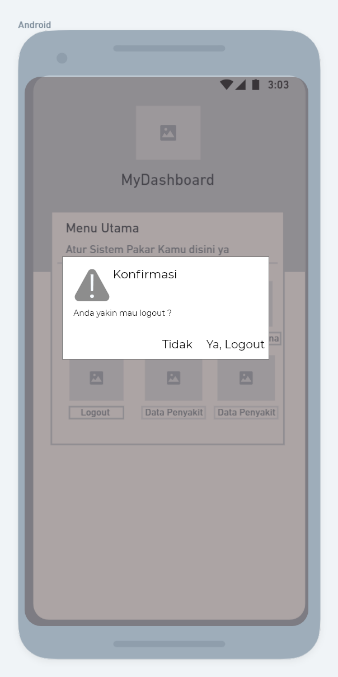 Android
3:03
MyDashboard
Menu Utama
Atur Sistem Pakar Kamu disini ya
Konfirmasi
Anda yakin mau logout ?
Tidak
Ya, Logout
Logout
Data Penyakit
Data Penyakit